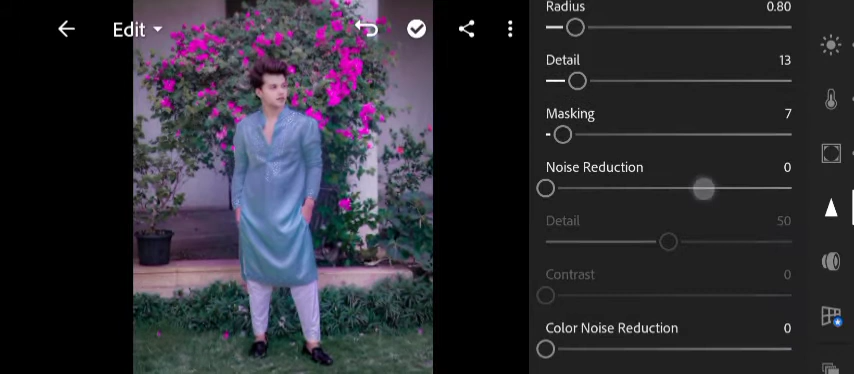 Edit
Radius 0.80
Detail 13
Masking 7
Noise Reduction 0
Detail 50
Contrast 0
Color Noise Reduction 0